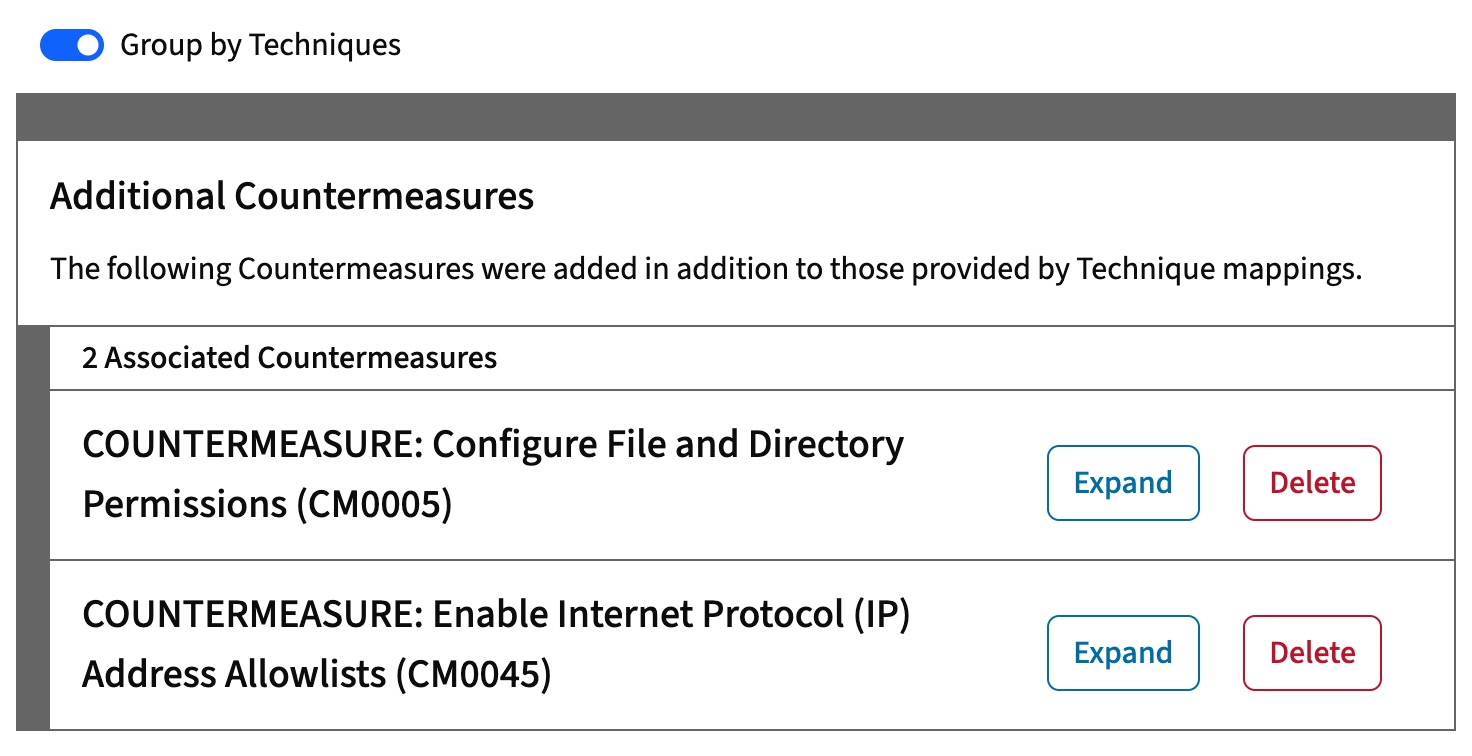 Group by Techniques
Additional Countermeasures
The following Countermeasures were added in addition to those provided by Technique mappings.
2 Associated Countermeasures
COUNTERMEASURE: Configure File and Directory
Permissions (CM0005)
Expand
Delete
COUNTERMEASURE: Enable Internet Protocol (IP)
Address Allowlists (CM0045)
Expand
Delete